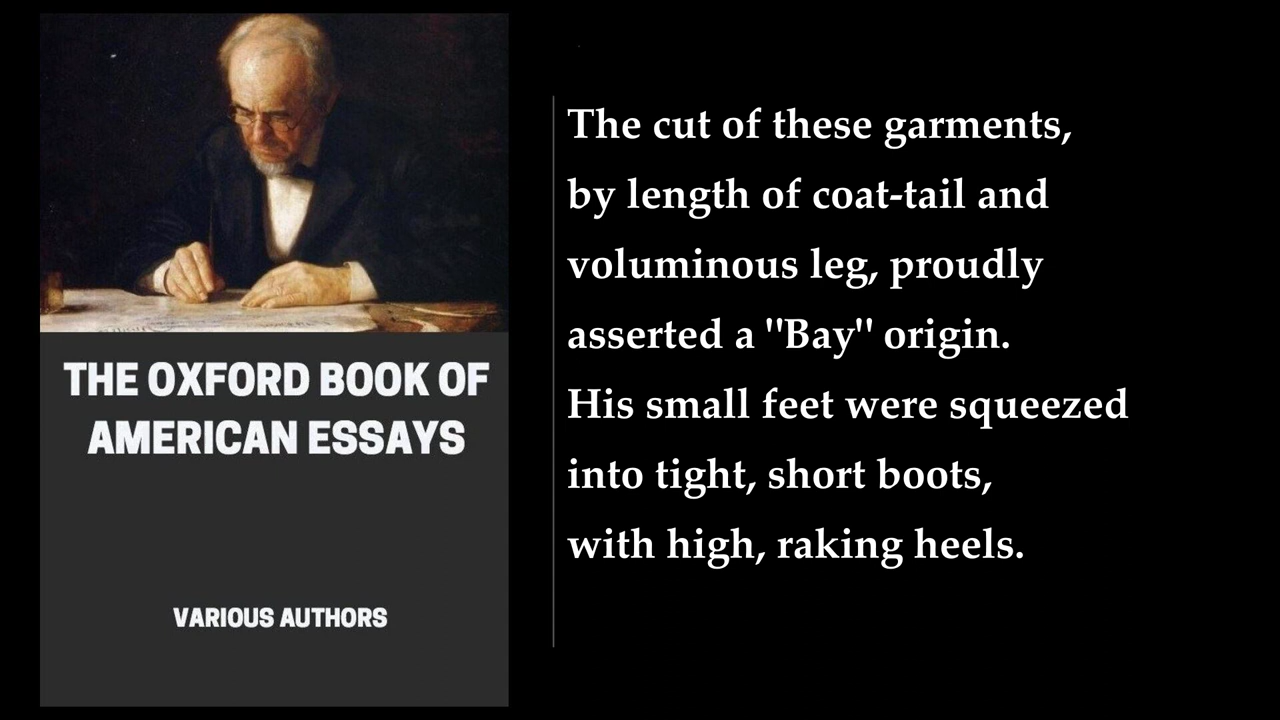 THE OXFORD BOOK OF
AMERICAN ESSAYS
VARIOUS AUTHORS
The cut of these garments,
by length of coat-tail and
voluminous leg, proudly
asserted a "Bay" origin.
His small feet were squeezed
into tight, short boots,
with high, raking heels.